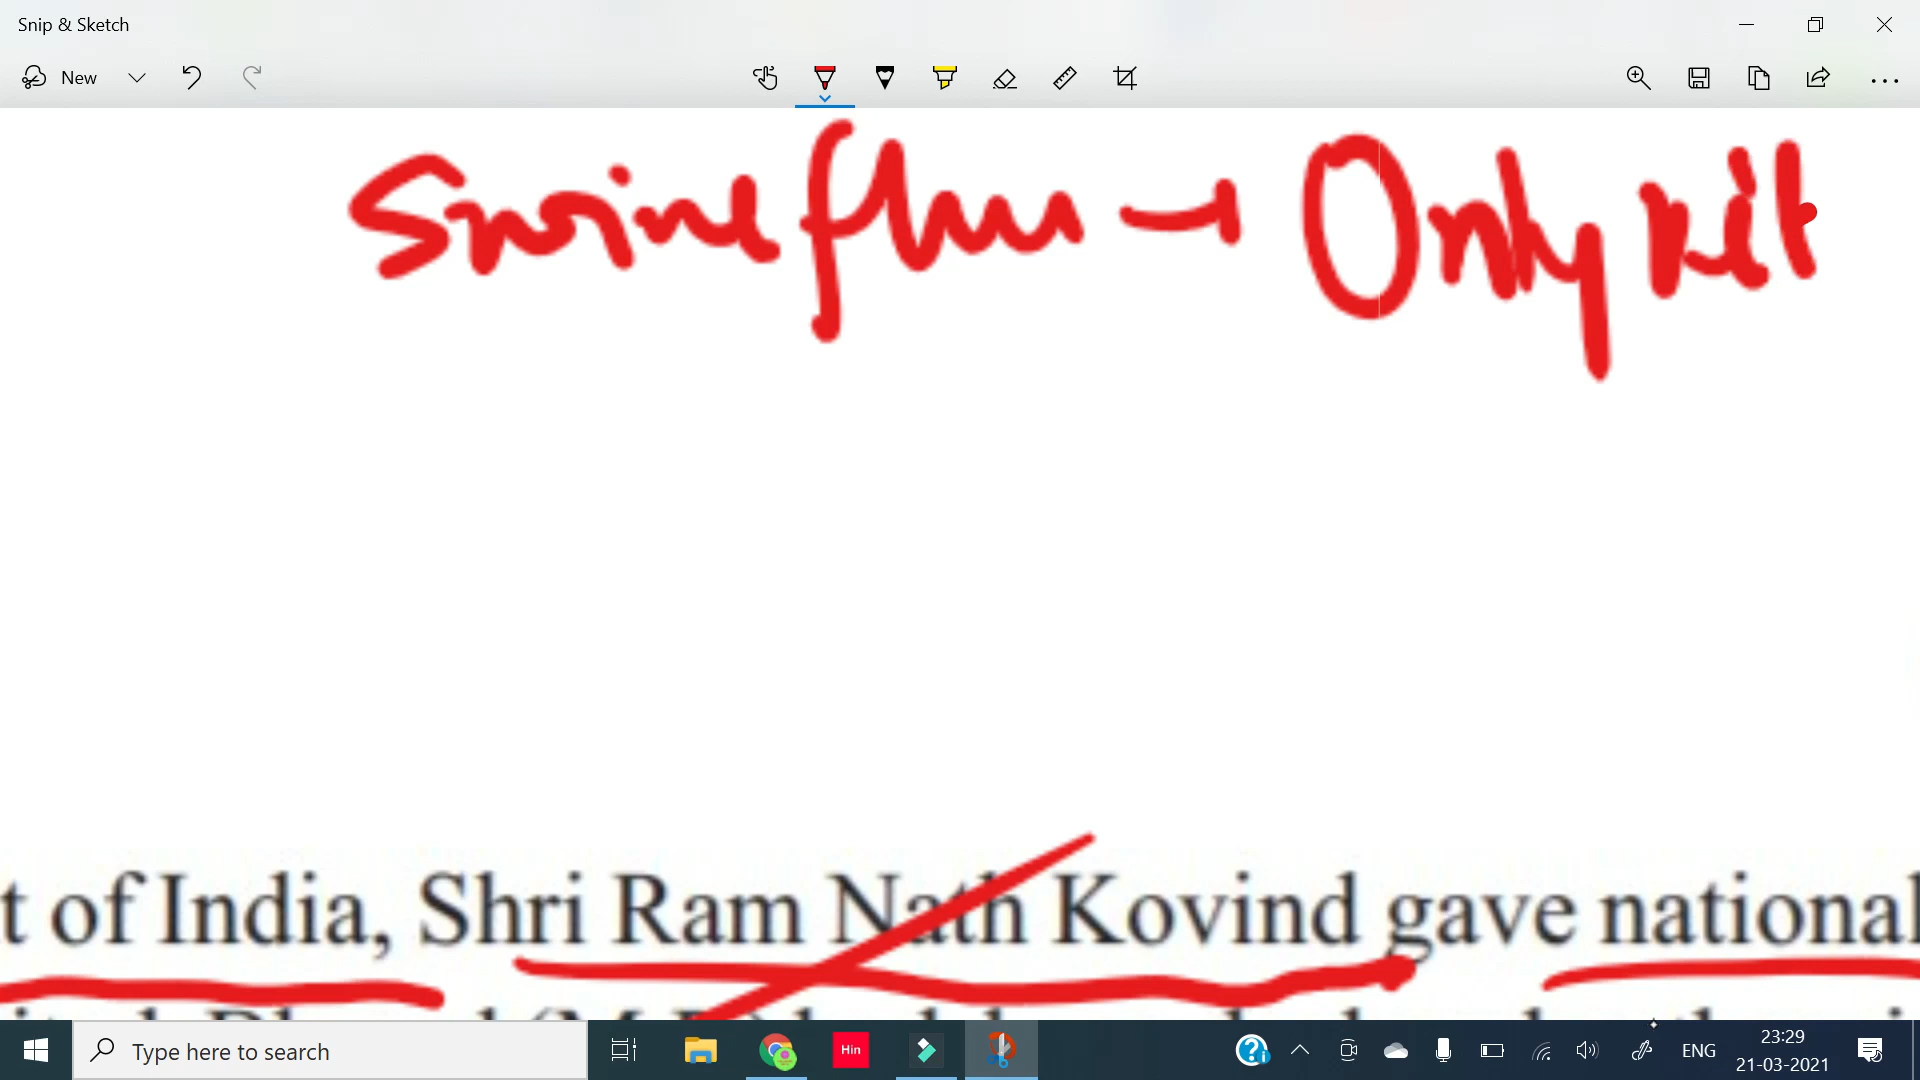 Snip & Sketch
New
Swine flu → Only kit
t of India, Shri Ram Nath Kovind gave national
Type here to search
Hin
ENG
23:29
21-03-2021